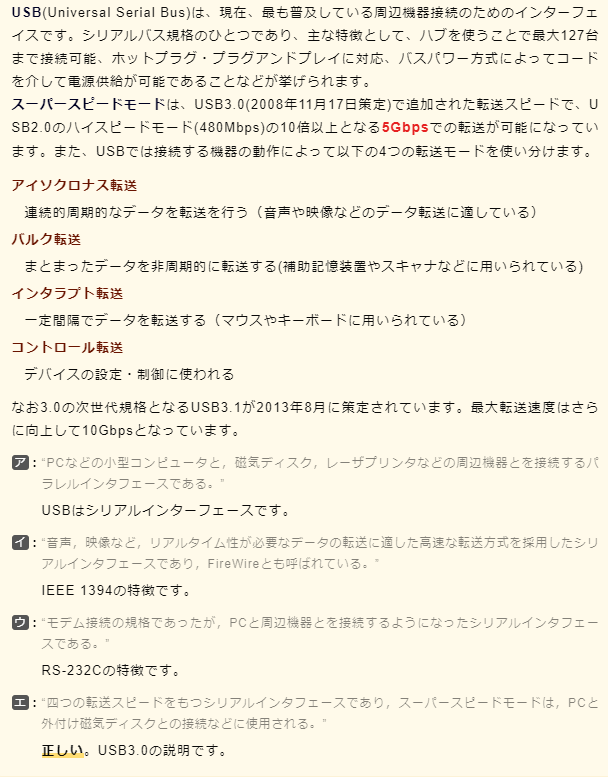 USB(Universal Serial Bus)は、現在、最も普及している周辺機器接続のためのインターフェ
イスです。シリアルバス規格のひとつであり、主な特徴として、ハブを使うことで最大127台
まで接続可能、ホットプラグ・プラグアンドプレイに対応、バスパワー方式によってコード
を介して電源供給が可能であることなどが挙げられます。
スーパースピードモードは、USB3.0(2008年11月17日策定)で追加された転送スピードで、U
SB2.0のハイスピードモード(480Mbps)の10倍以上となる5Gbpsでの転送が可能になってい
ます。また、USBでは接続する機器の動作によって以下の4つの転送モードを使い分けます。
アイソクロナス転送
連続的周期的なデータを転送を行う（音声や映像などのデータ転送に適している）
バルク転送
まとまったデータを非周期的に転送する(補助記憶装置やスキャナなどに用いられている)
インタラプト転送
一定間隔でデータを転送する（マウスやキーボードに用いられている）
コントロール転送
デバイスの設定・制御に使われる
なお3.0の次世代規格となるUSB3.1が2013年8月に策定されています。最大転送速度はさら
に向上して10Gbpsとなっています。
ア：“PCなどの小型コンピュータと，磁気ディスク，レーザプリンタなどの周辺機器とを接続するパ
ラレルインタフェースである。”
USBはシリアルインターフェースです。
イ：“音声，映像など，リアルタイム性が必要なデータの転送に適した高速な転送方式を採用したシリ
アルインタフェースであり，FireWireとも呼ばれている。”
IEEE 1394の特徴です。
ウ：“モデム接続の規格であったが，PCと周辺機器とを接続するようになったシリアルインタフェー
スである。”
RS-232Cの特徴です。
エ：“四つの転送スピードをもつシリアルインタフェースであり，スーパースピードモードは，PCと
外付け磁気ディスクとの接続などに使用される。”
正しい。USB3.0の説明です。